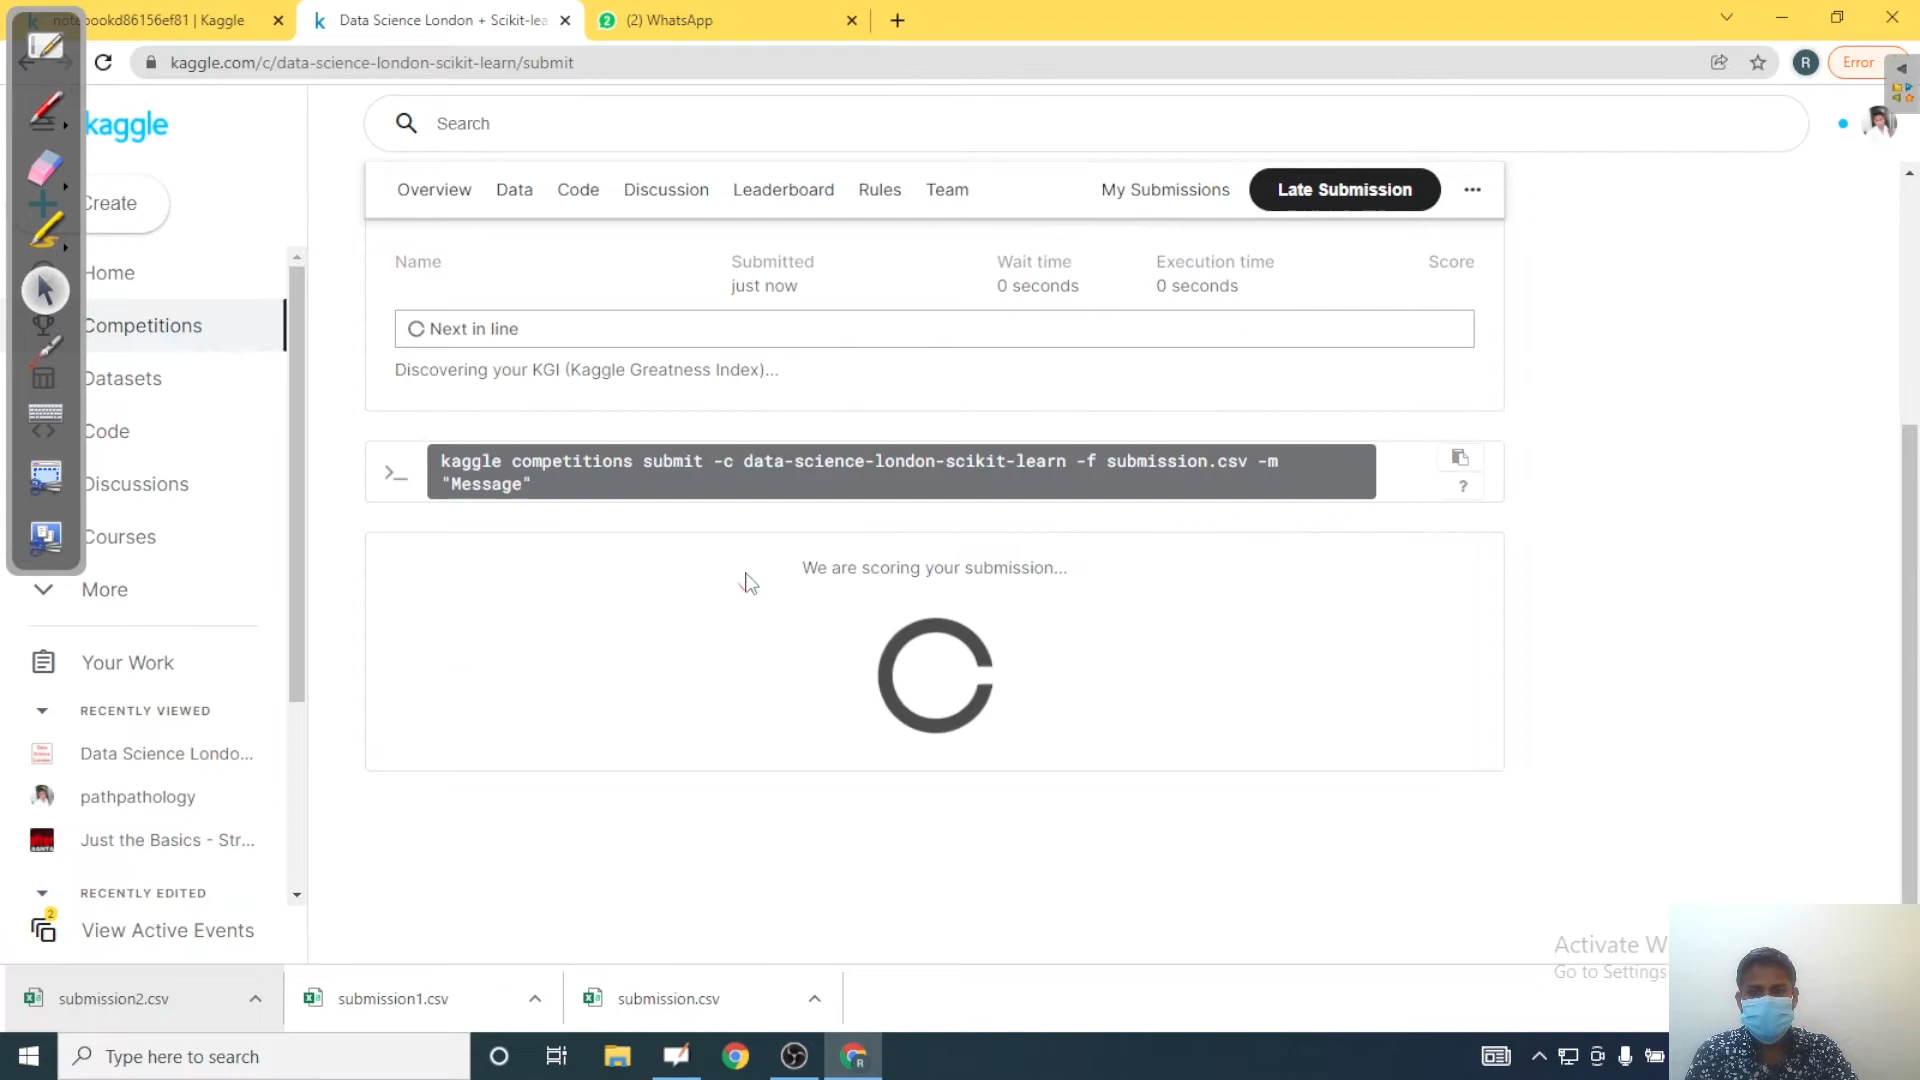 notebookd86156ef81 | Kaggle
Data Science London + Scikit-lea
2
(2) WhatsApp
kaggle.com/c/data-science-london-scikit-learn/submit
R
Error
kaggle
Search
Create
Overview
Data
Code
Discussion
Leaderboard
Rules
Team
My Submissions
Late Submission
Home
Competitions
Datasets
Code
Discussions
Courses
More
Your Work
RECENTLY VIEWED
Data Science Londo...
pathpathology
Just the Basics - Str...
RECENTLY EDITED
2
View Active Events
Name
Submitted
Wait time
Execution time
Score
just now
0 seconds
0 seconds
Next in line
Discovering your KGI (Kaggle Greatness Index)...
kaggle competitions submit -c data-science-london-scikit-learn -f submission.csv -m
"Message"
?
We are scoring your submission...
Activate W
Go to Settings
submission2.csv
submission1.csv
submission.csv
Type here to search
R